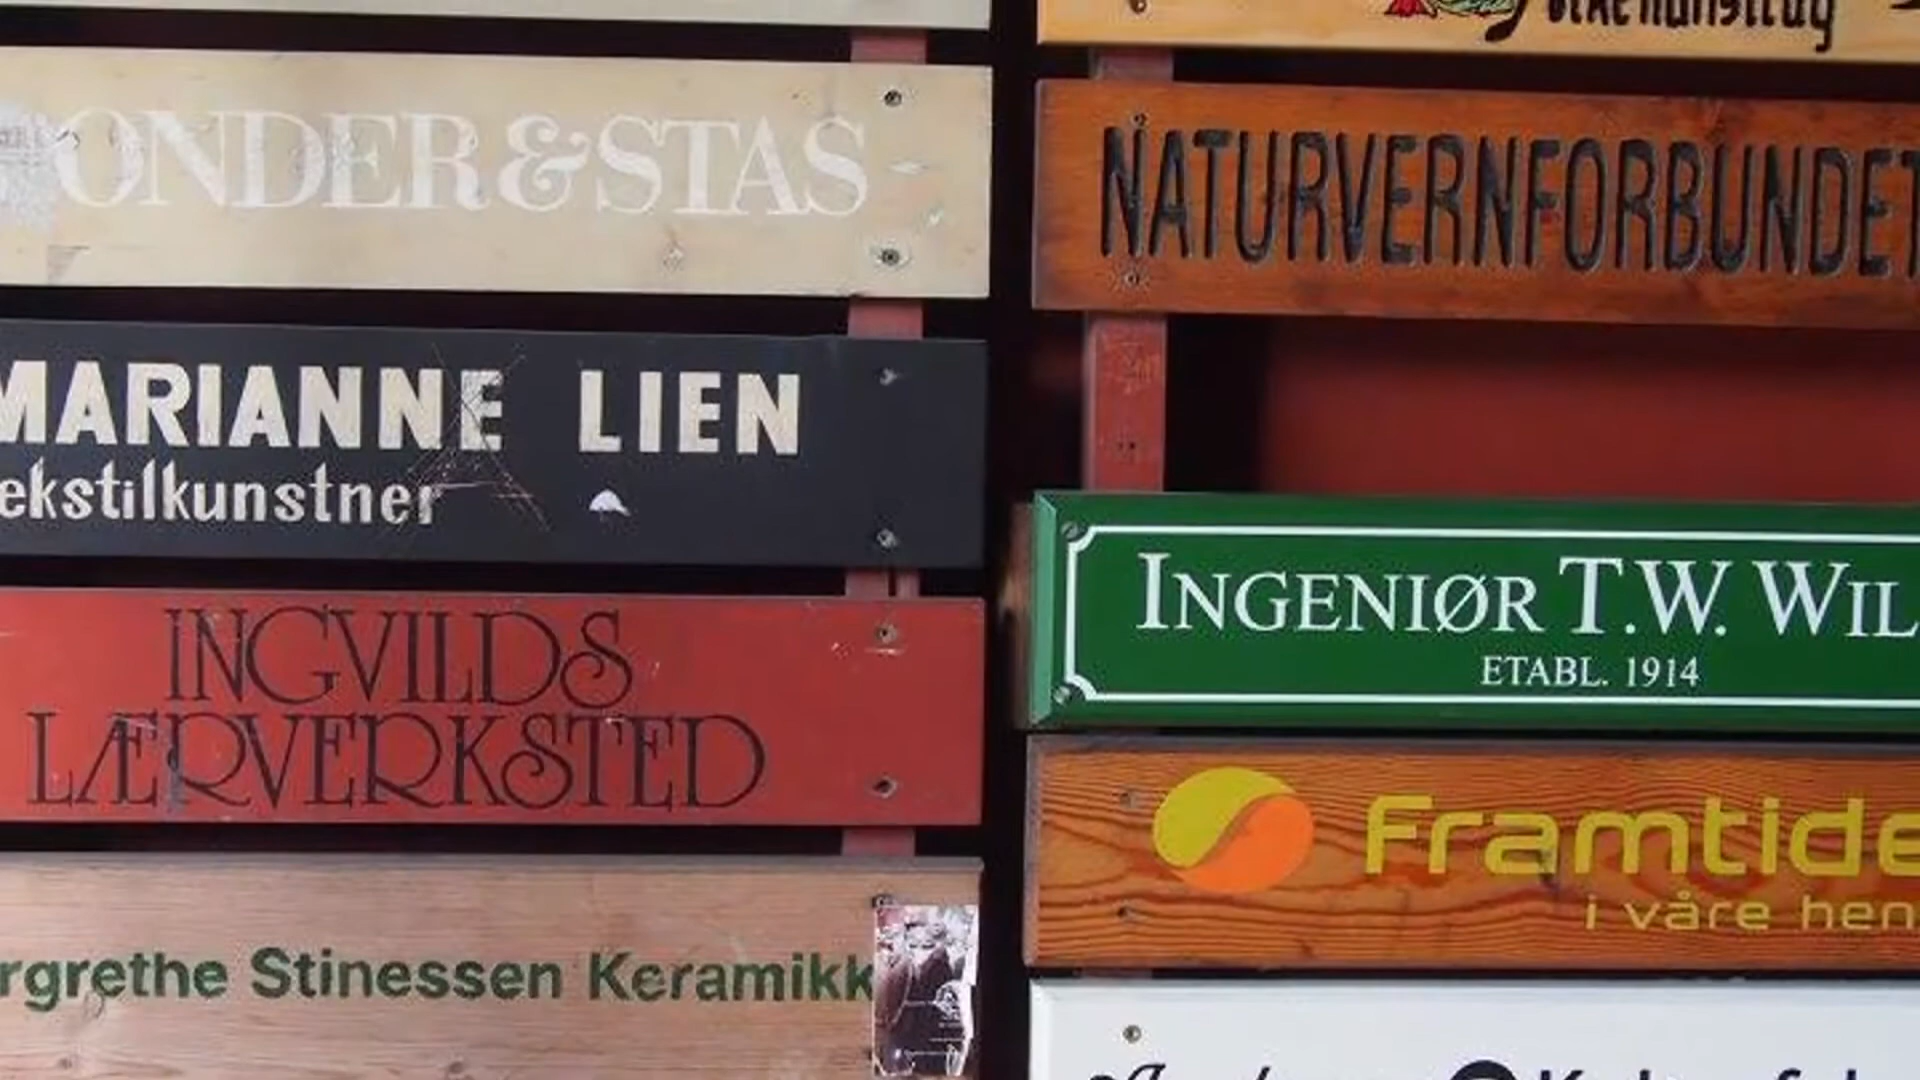 ONDER & STAS
MARIANNE LIEN
ekstilkunstner
INGVILDS
LÆRVERKSTED
rgrethe Stinessen Keramikk
NATURVERNFORBUNDET
INGENIØR T.W. WIL
ETABL. 1914
Framtide
i våre hen